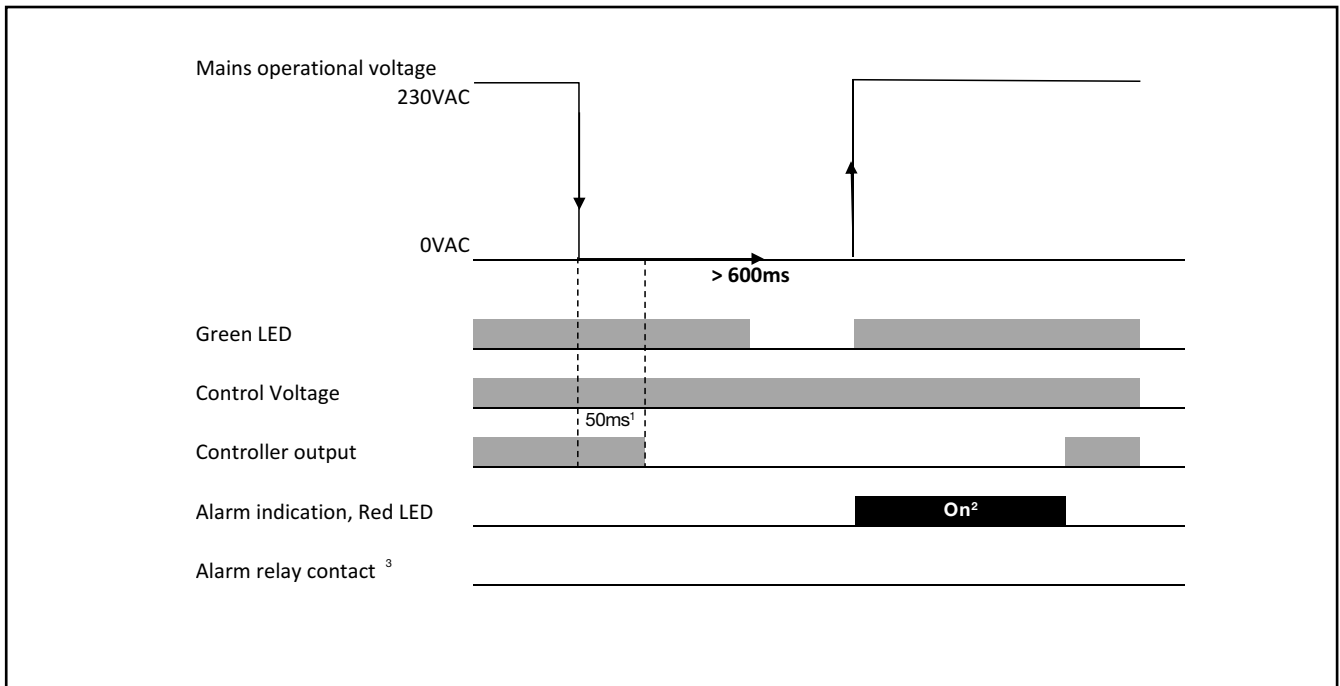 Mains operational voltage
230VAC
0VAC
> 600ms
Green LED
Control Voltage
50ms¹
Controller output
Alarm indication, Red LED
On²
Alarm relay contact ³